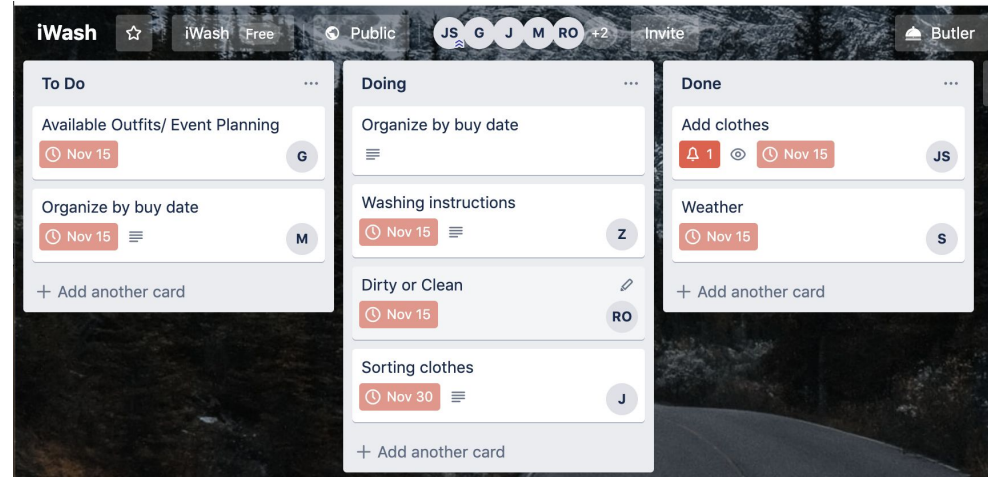 iWash
iWash Free
Public
JS G J M RO +2
Invite
Butler
To Do
Available Outfits/ Event Planning
Nov 15
G
Organize by buy date
Nov 15
M
+ Add another card
Doing
Organize by buy date
Washing instructions
Nov 15
Z
Dirty or Clean
Nov 15
RO
Sorting clothes
Nov 30
J
+ Add another card
Done
Add clothes
1
Nov 15
JS
Weather
Nov 15
S
+ Add another card